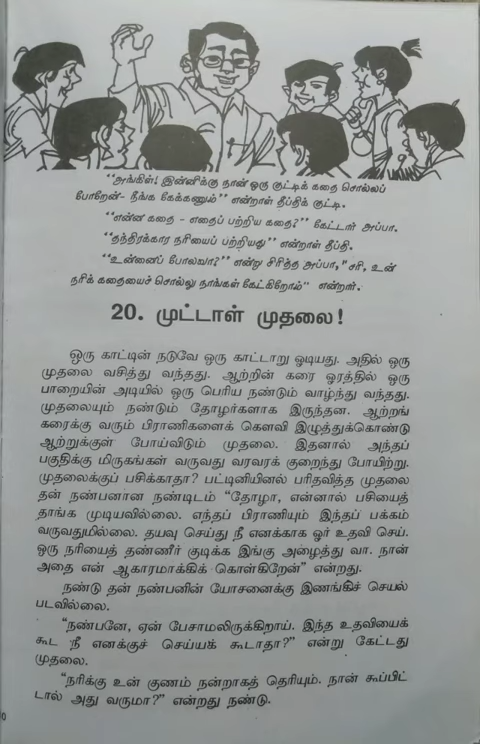 "அங்கிள்! இன்னிக்கு நான் ஒரு குட்டிக் கதை சொல்லப்
போறேன்- நீங்க கேக்கணும்" என்றாள் தீப்திக் குட்டி.
"என்ன கதை - எதைப் பற்றிய கதை?" கேட்டார் அப்பா.
"தந்திரக்கார நரியைப் பற்றியது" என்றாள் தீப்தி.
"உன்னைப் போலவா?" என்று சிரித்த அப்பா, "சரி, உன்
நரிக் கதையைச் சொல்லு நாங்கள் கேட்கிறோம்" என்றார்.
20. முட்டாள் முதலை!
ஒரு காட்டின் நடுவே ஒரு காட்டாறு ஓடியது. அதில் ஒரு
முதலை வசித்து வந்தது. ஆற்றின் கரை ஓரத்தில் ஒரு
பாறையின் அடியில் ஒரு பெரிய நண்டும் வாழ்ந்து வந்தது.
முதலையும் நண்டும் தோழர்களாக இருந்தன. ஆற்றங்
கரைக்கு வரும் பிராணிகளைக் கௌவி இழுத்துக்கொண்டு
ஆற்றுக்குள் போய்விடும் முதலை. இதனால் அந்தப்
பகுதிக்கு மிருகங்கள் வருவது வரவரக் குறைந்து போயிற்று.
முதலைக்குப் பசிக்காதா? பட்டினியினால் பரிதவித்த முதலை
தன் நண்பனான நண்டிடம் "தோழா, என்னால் பசியைத்
தாங்க முடியவில்லை. எந்தப் பிராணியும் இந்தப் பக்கம்
வருவதுமில்லை. தயவு செய்து நீ எனக்காக ஓர் உதவி செய்.
ஒரு நரியைத் தண்ணீர் குடிக்க இங்கு அழைத்து வா. நான்
அதை என் ஆகாரமாக்கிக் கொள்கிறேன்" என்றது.
நண்டு தன் நண்பனின் யோசனைக்கு இணங்கிச் செயல்
படவில்லை.
"நண்பனே, ஏன் பேசாமலிருக்கிறாய். இந்த உதவியைக்
கூட நீ எனக்குச் செய்யக் கூடாதா?" என்று கேட்டது
முதலை.
"நரிக்கு உன் குணம் நன்றாகத் தெரியும். நான் கூப்பிட்
டால் அது வருமா?" என்றது நண்டு.